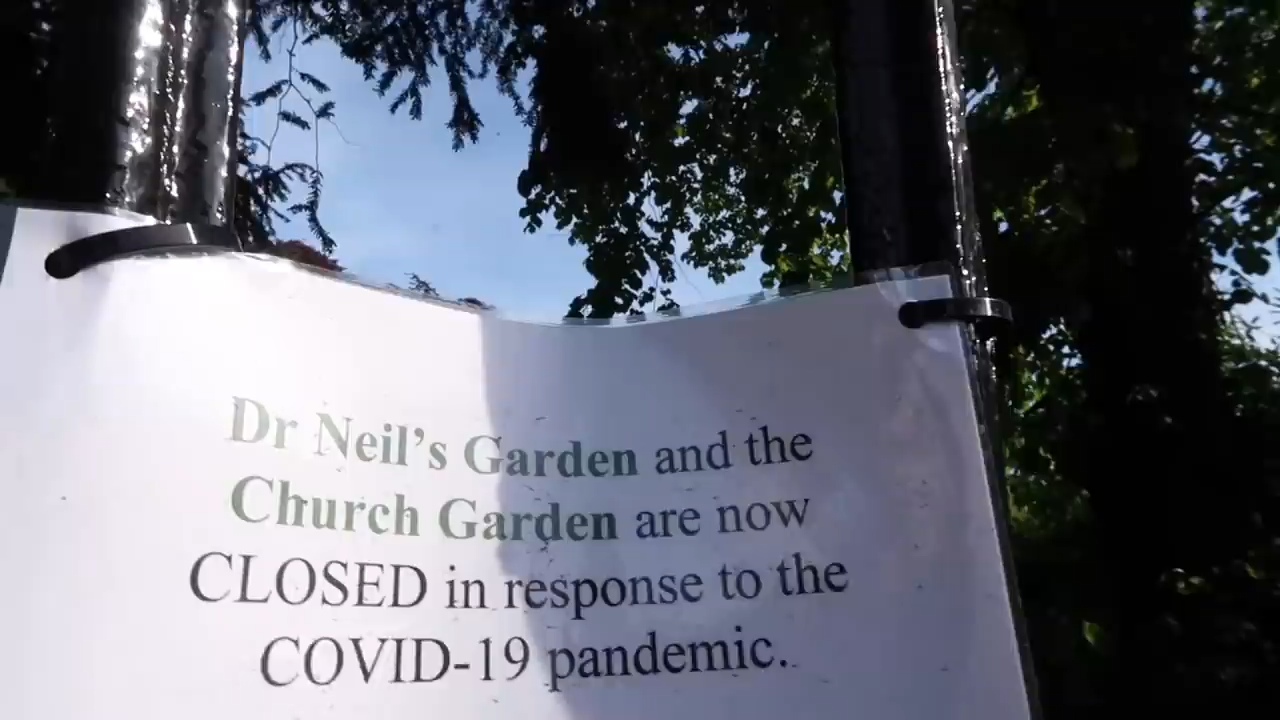 Dr Neil's Garden and the
Church Garden are now
CLOSED in response to the
COVID-19 pandemic.